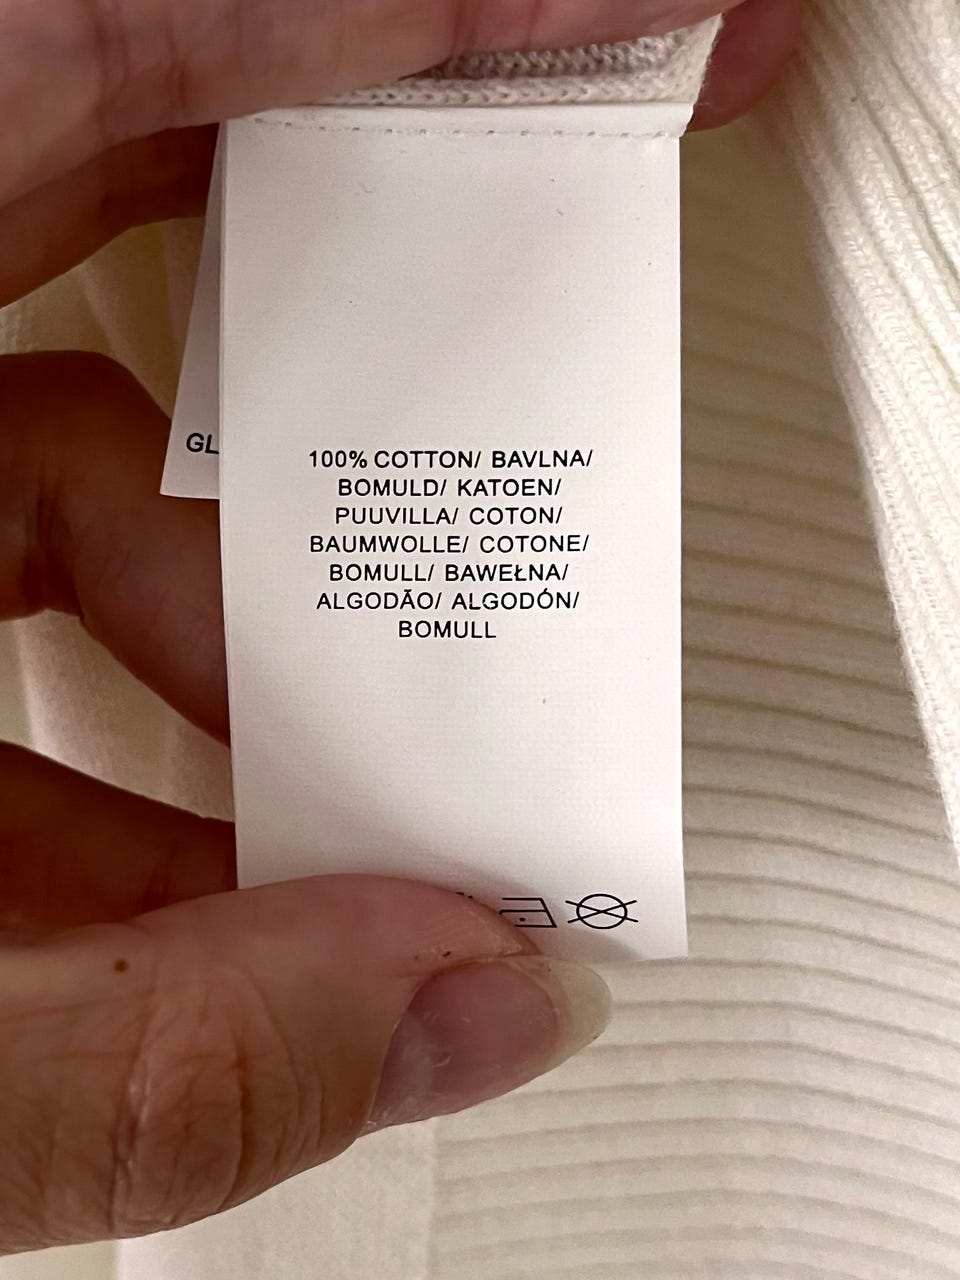 GL
100% COTTON/ BAVLNA/
BOMULD/ KATOEN/
PUUVILLA/ COTON/
BAUMWOLLE/ COTONE/
BOMULL/ BAWEŁNA/
ALGODÃO/ ALGODÓN/
BOMULL